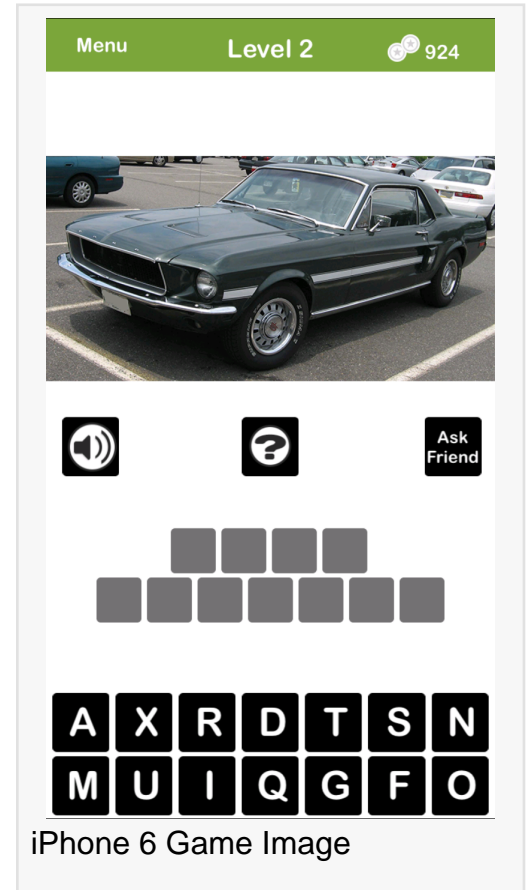 Menu Level 2 924
Ask
Friend
A X R D T S N
M U I Q G F O
iPhone 6 Game Image